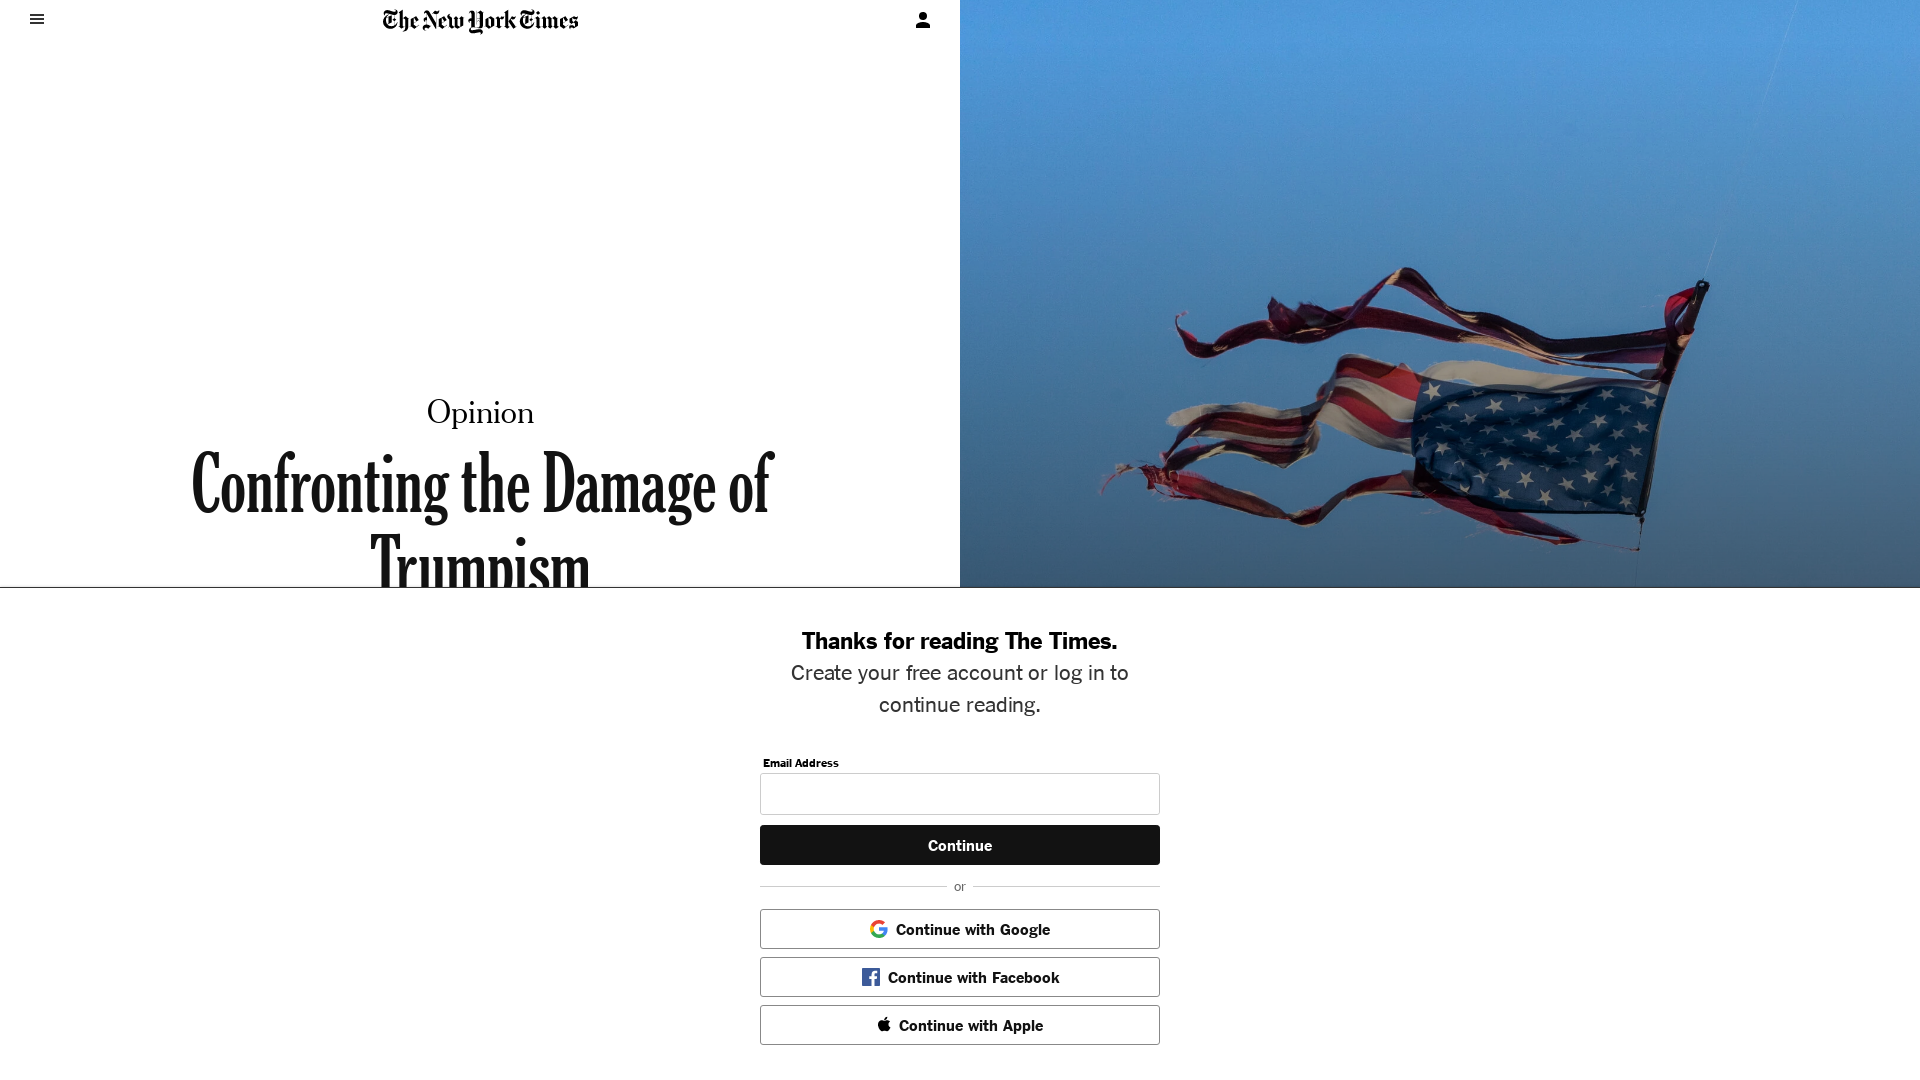 The New York Times
Opinion
Confronting the Damage of
Trumpism
Thanks for reading The Times.
Create your free account or log in to
continue reading.
Email Address
Continue
or
Continue with Google
Continue with Facebook
Continue with Apple